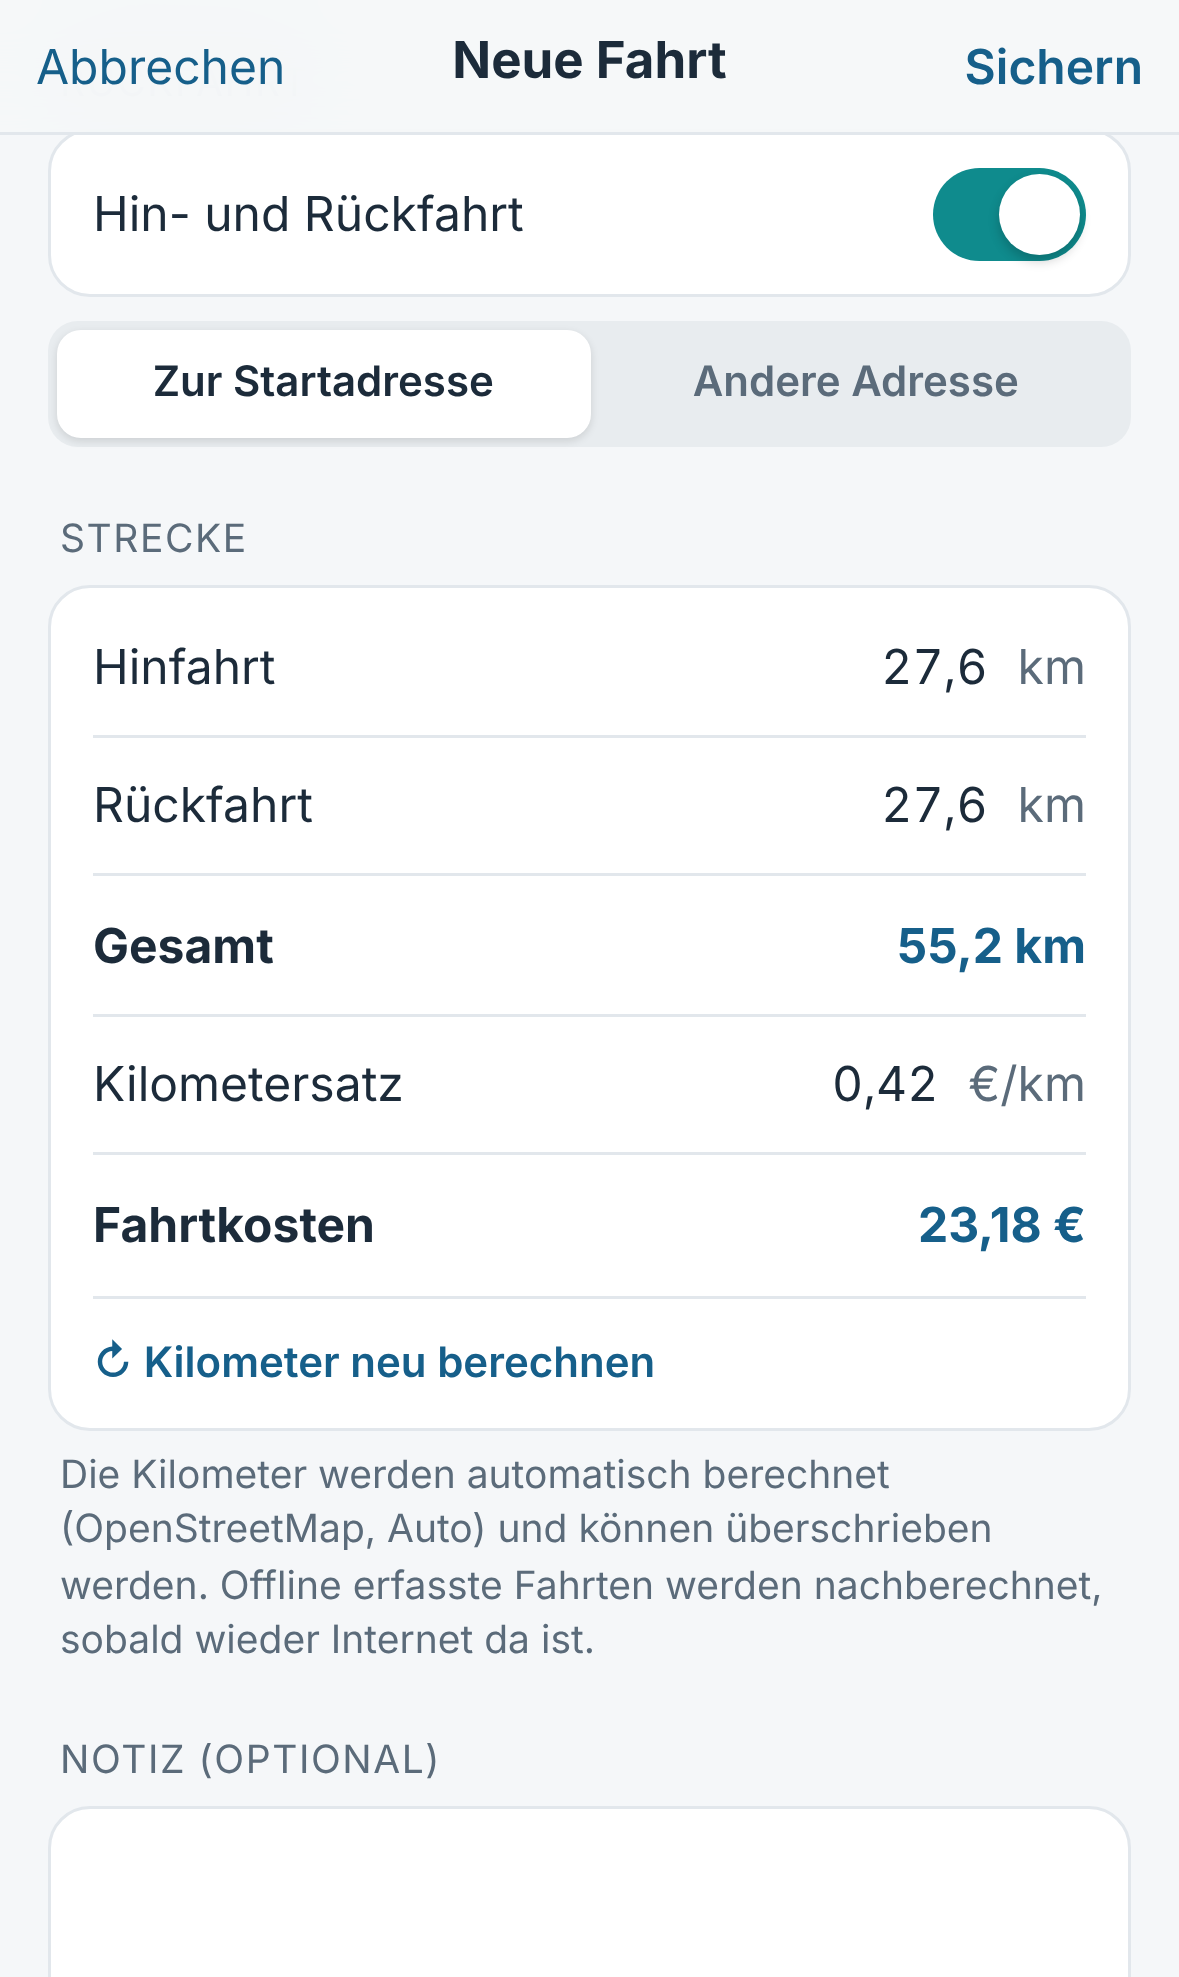 Abbrechen Neue Fahrt Sichern
Hin- und Rückfahrt
Zur Startadresse Andere Adresse
STRECKE
Hinfahrt 27,6 km
Rückfahrt 27,6 km
Gesamt 55,2 km
Kilometersatz 0,42 €/km
Fahrtkosten 23,18 €
↻ Kilometer neu berechnen
Die Kilometer werden automatisch berechnet
(OpenStreetMap, Auto) und können überschrieben
werden. Offline erfasste Fahrten werden nachberechnet,
sobald wieder Internet da ist.
NOTIZ (OPTIONAL)